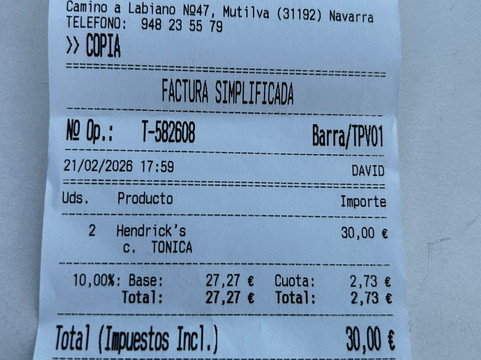 Camino a Labiano Nº47, Mutilva (31192) Navarra
TELEFONO: 948 23 55 79
>> COPIA
FACTURA SIMPLIFICADA
Nº Op.: T-582608 Barra/TPV01
21/02/2026 17:59 DAVID
Uds. Producto Importe
2 Hendrick's 30,00 €
c. TONICA
10,00%: Base: 27,27 € Cuota: 2,73 €
Total: 27,27 € Total: 2,73 €
Total (Impuestos Incl.) 30,00 €